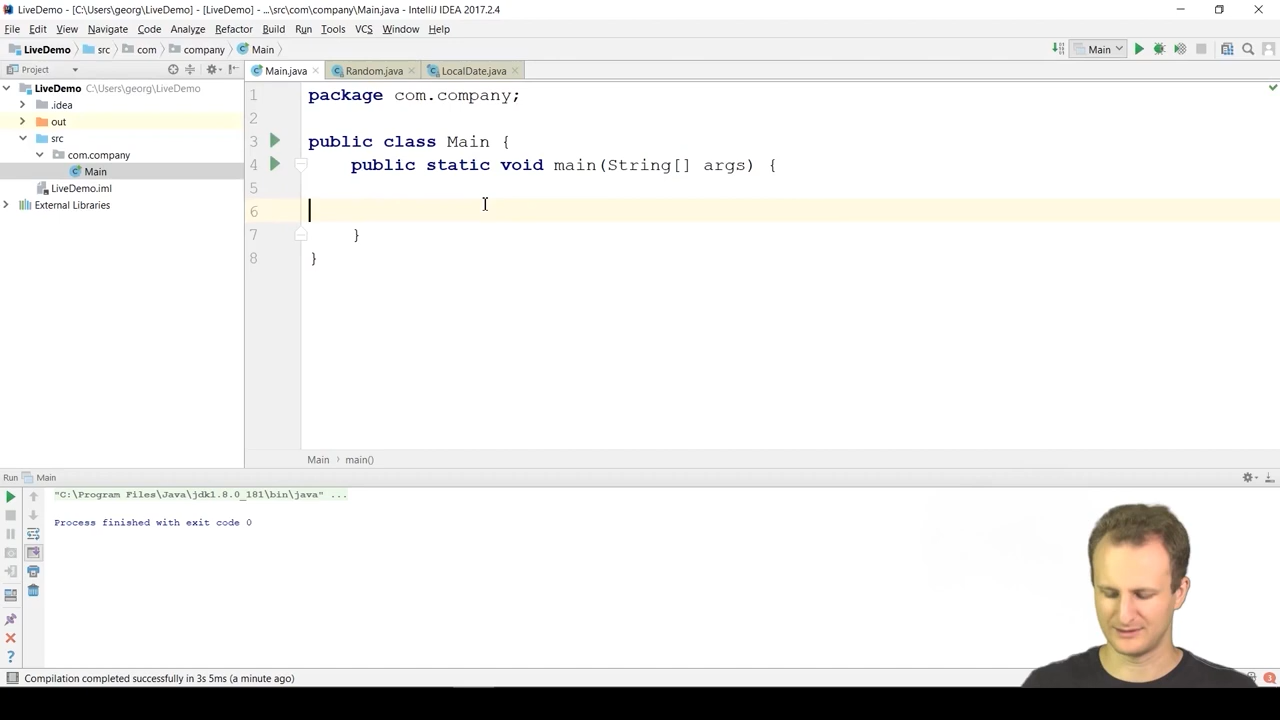 LiveDemo - [C:\Users\georg\LiveDemo] - [LiveDemo] - ...\src\com\company\Main.java - IntelliJ IDEA 2017.2.4
File Edit View Navigate Code Analyze Refactor Build Run Tools VCS Window Help
LiveDemo src com company Main
Main
Project
Main.java Random.java LocalDate.java
LiveDemo C:\Users\georg\LiveDemo
.idea
out
src
com.company
Main
LiveDemo.iml
External Libraries
1 package com.company;
2
3 public class Main {
4 public static void main(String[] args) {
5
6
7 }
8 }
Main main()
Run Main
"C:\Program Files\Java\jdk1.8.0_181\bin\java" ...
Process finished with exit code 0
Compilation completed successfully in 3s 5ms (a minute ago)
3